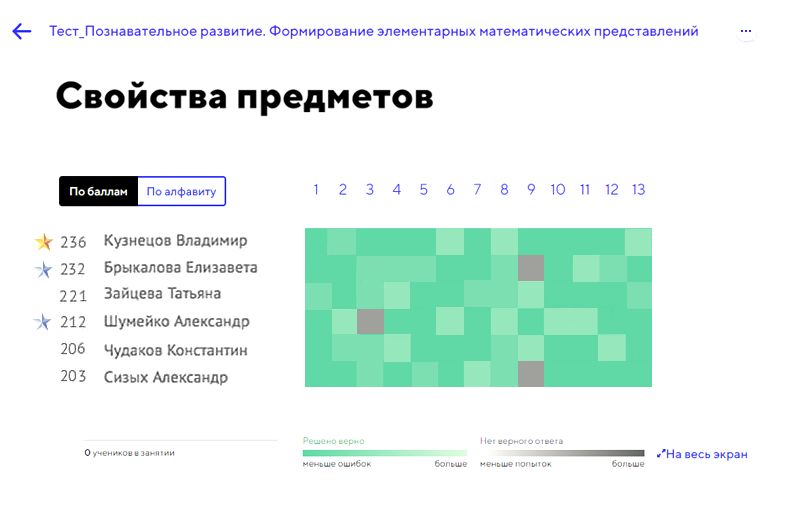 Тест_Познавательное развитие. Формирование элементарных математических представлений
Свойства предметов
По баллам По алфавиту 1 2 3 4 5 6 7 8 9 10 11 12 13
236 Кузнецов Владимир
232 Брыкалова Елизавета
221 Зайцева Татьяна
212 Шумейко Александр
206 Чудаков Константин
203 Сизых Александр
Решено верно Нет верного ответа
0 учеников в занятии На весь экран
меньше ошибок больше меньше попыток больше